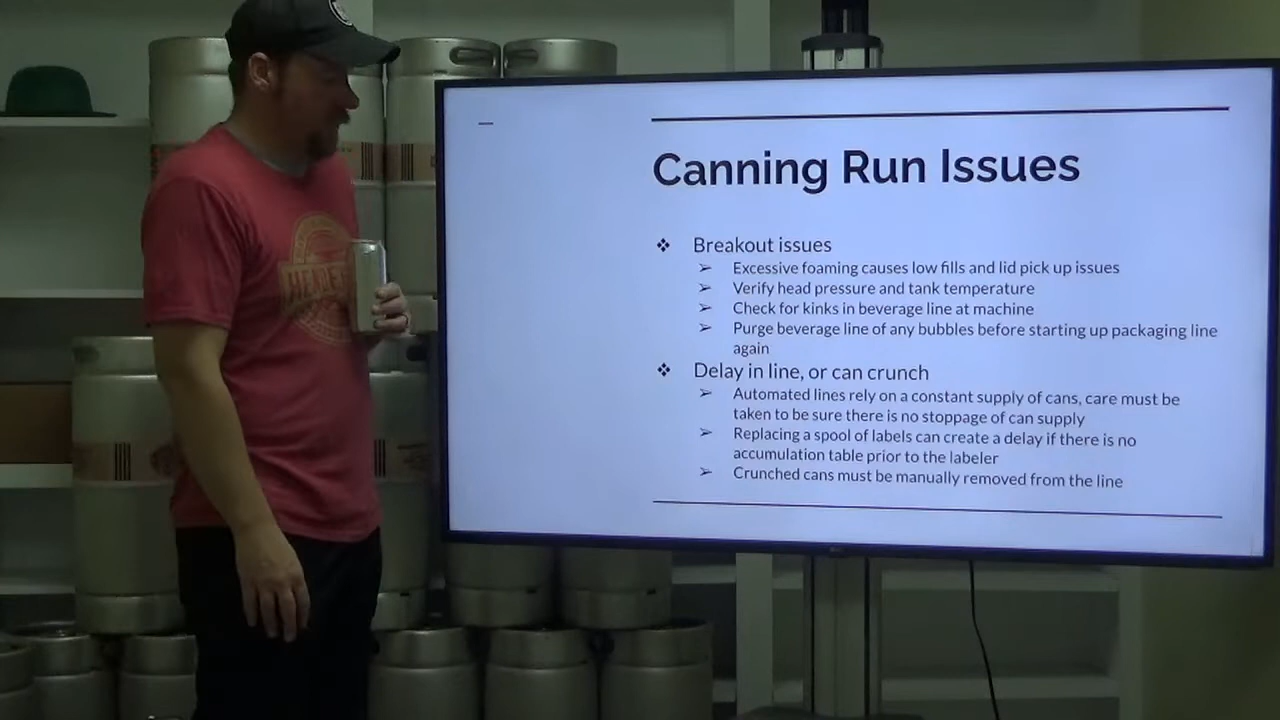 Canning Run Issues
❖ Breakout issues
➢ Excessive foaming causes low fills and lid pick up issues
➢ Verify head pressure and tank temperature
➢ Check for kinks in beverage line at machine
➢ Purge beverage line of any bubbles before starting up packaging line
again
❖ Delay in line, or can crunch
➢ Automated lines rely on a constant supply of cans, care must be
taken to be sure there is no stoppage of can supply
➢ Replacing a spool of labels can create a delay if there is no
accumulation table prior to the labeler
➢ Crunched cans must be manually removed from the line